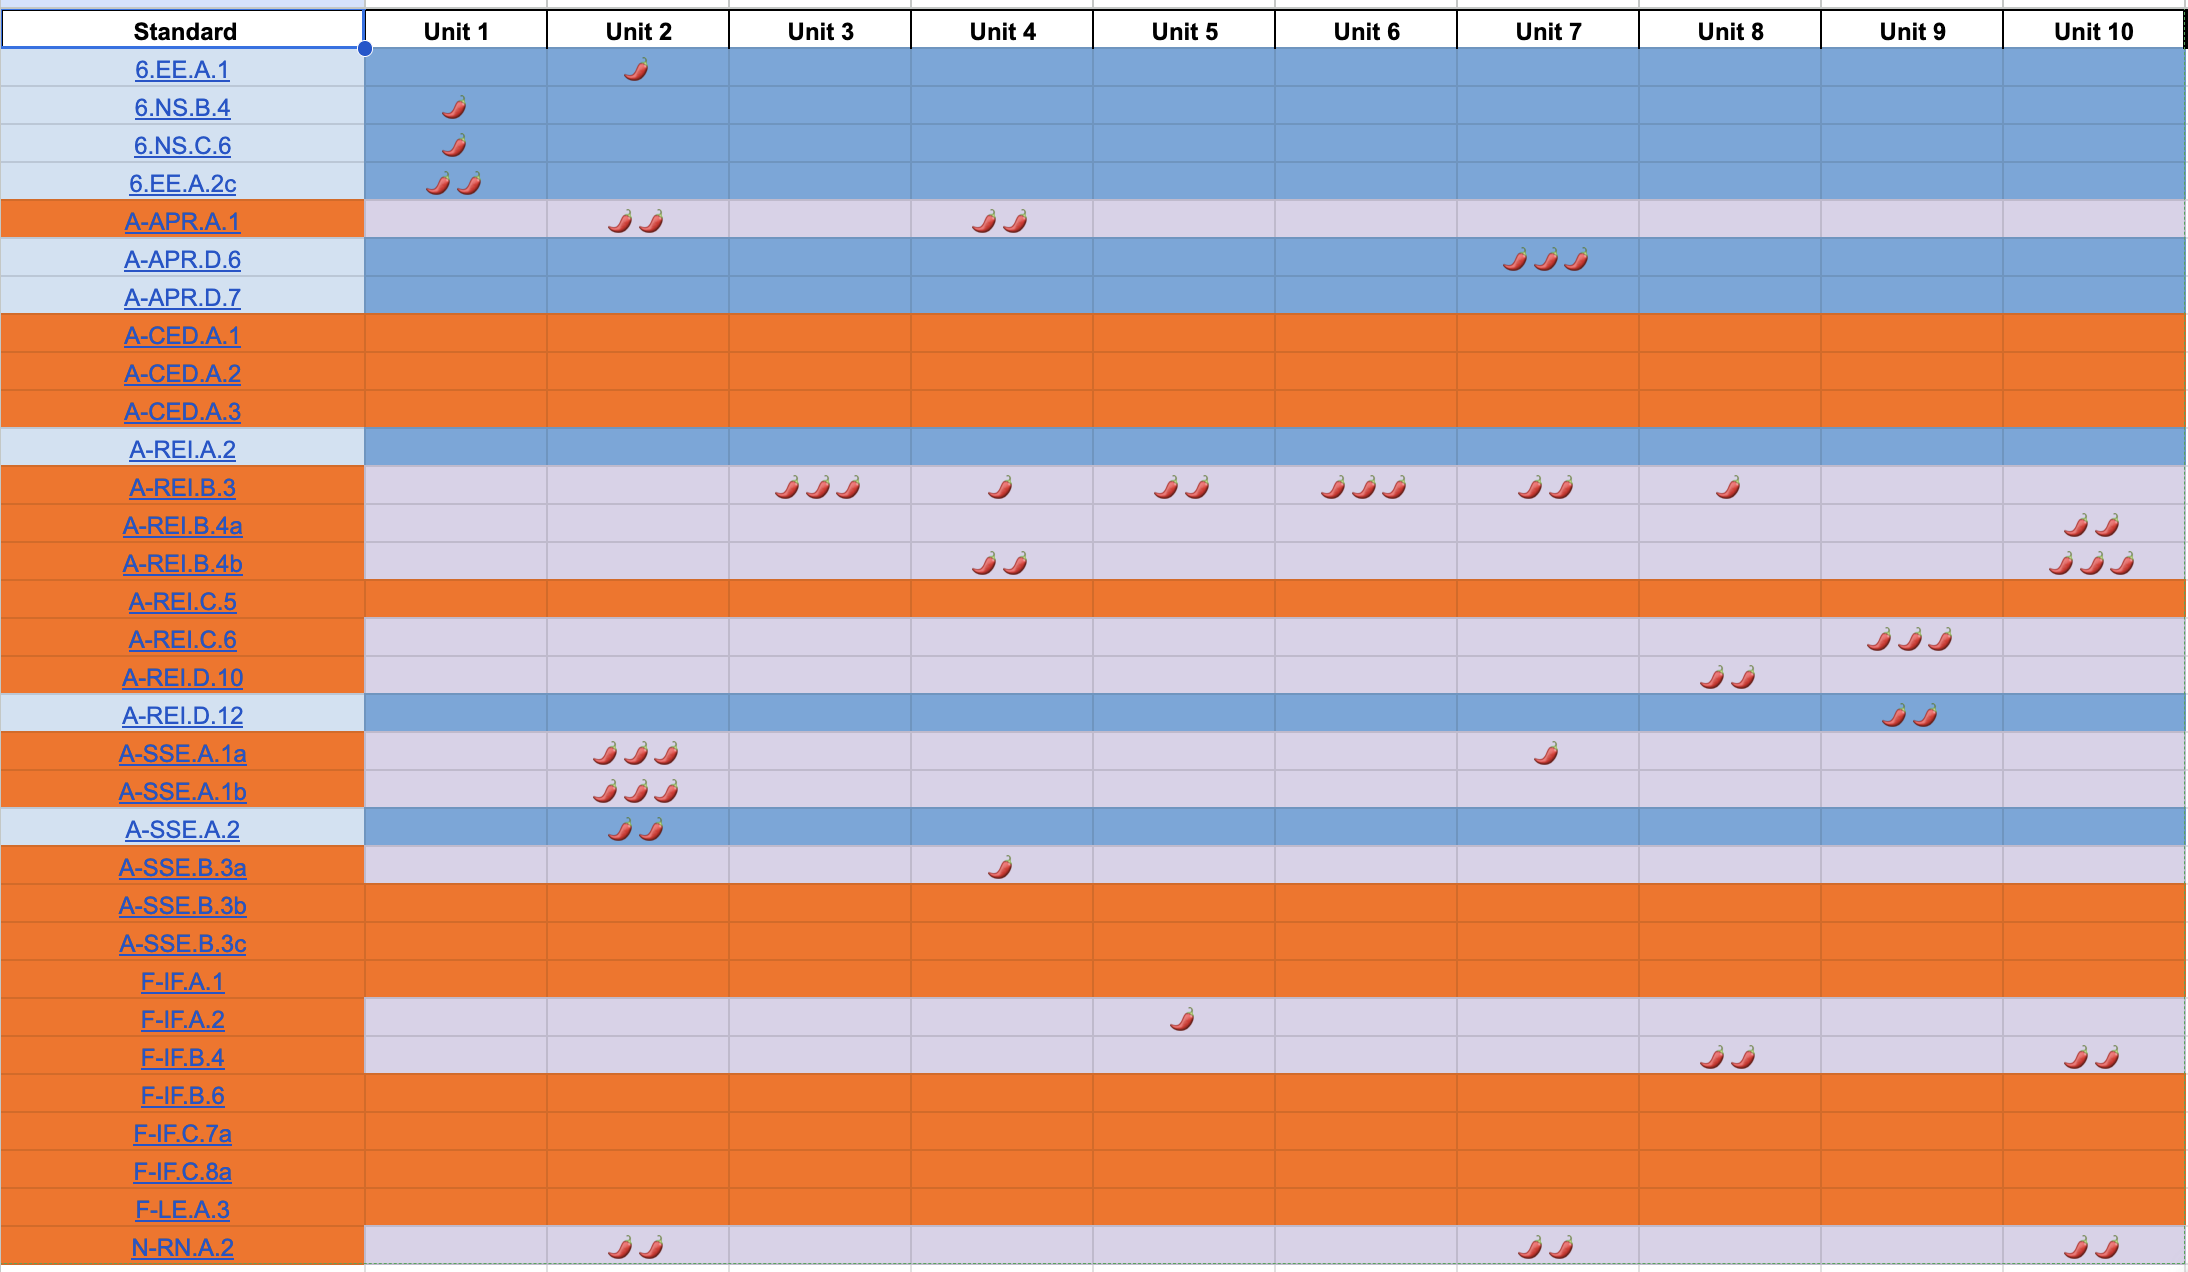 Standard Unit 1 Unit 2 Unit 3 Unit 4 Unit 5 Unit 6 Unit 7 Unit 8 Unit 9 Unit 10
6.EE.A.1
6.NS.B.4
6.NS.C.6
6.EE.A.2c
A-APR.A.1
A-APR.D.6
A-APR.D.7
A-CED.A.1
A-CED.A.2
A-CED.A.3
A-REI.A.2
A-REI.B.3
A-REI.B.4a
A-REI.B.4b
A-REI.C.5
A-REI.C.6
A-REI.D.10
A-REI.D.12
A-SSE.A.1a
A-SSE.A.1b
A-SSE.A.2
A-SSE.B.3a
A-SSE.B.3b
A-SSE.B.3c
F-IF.A.1
F-IF.A.2
F-IF.B.4
F-IF.B.6
F-IF.C.7a
F-IF.C.8a
F-LE.A.3
N-RN.A.2